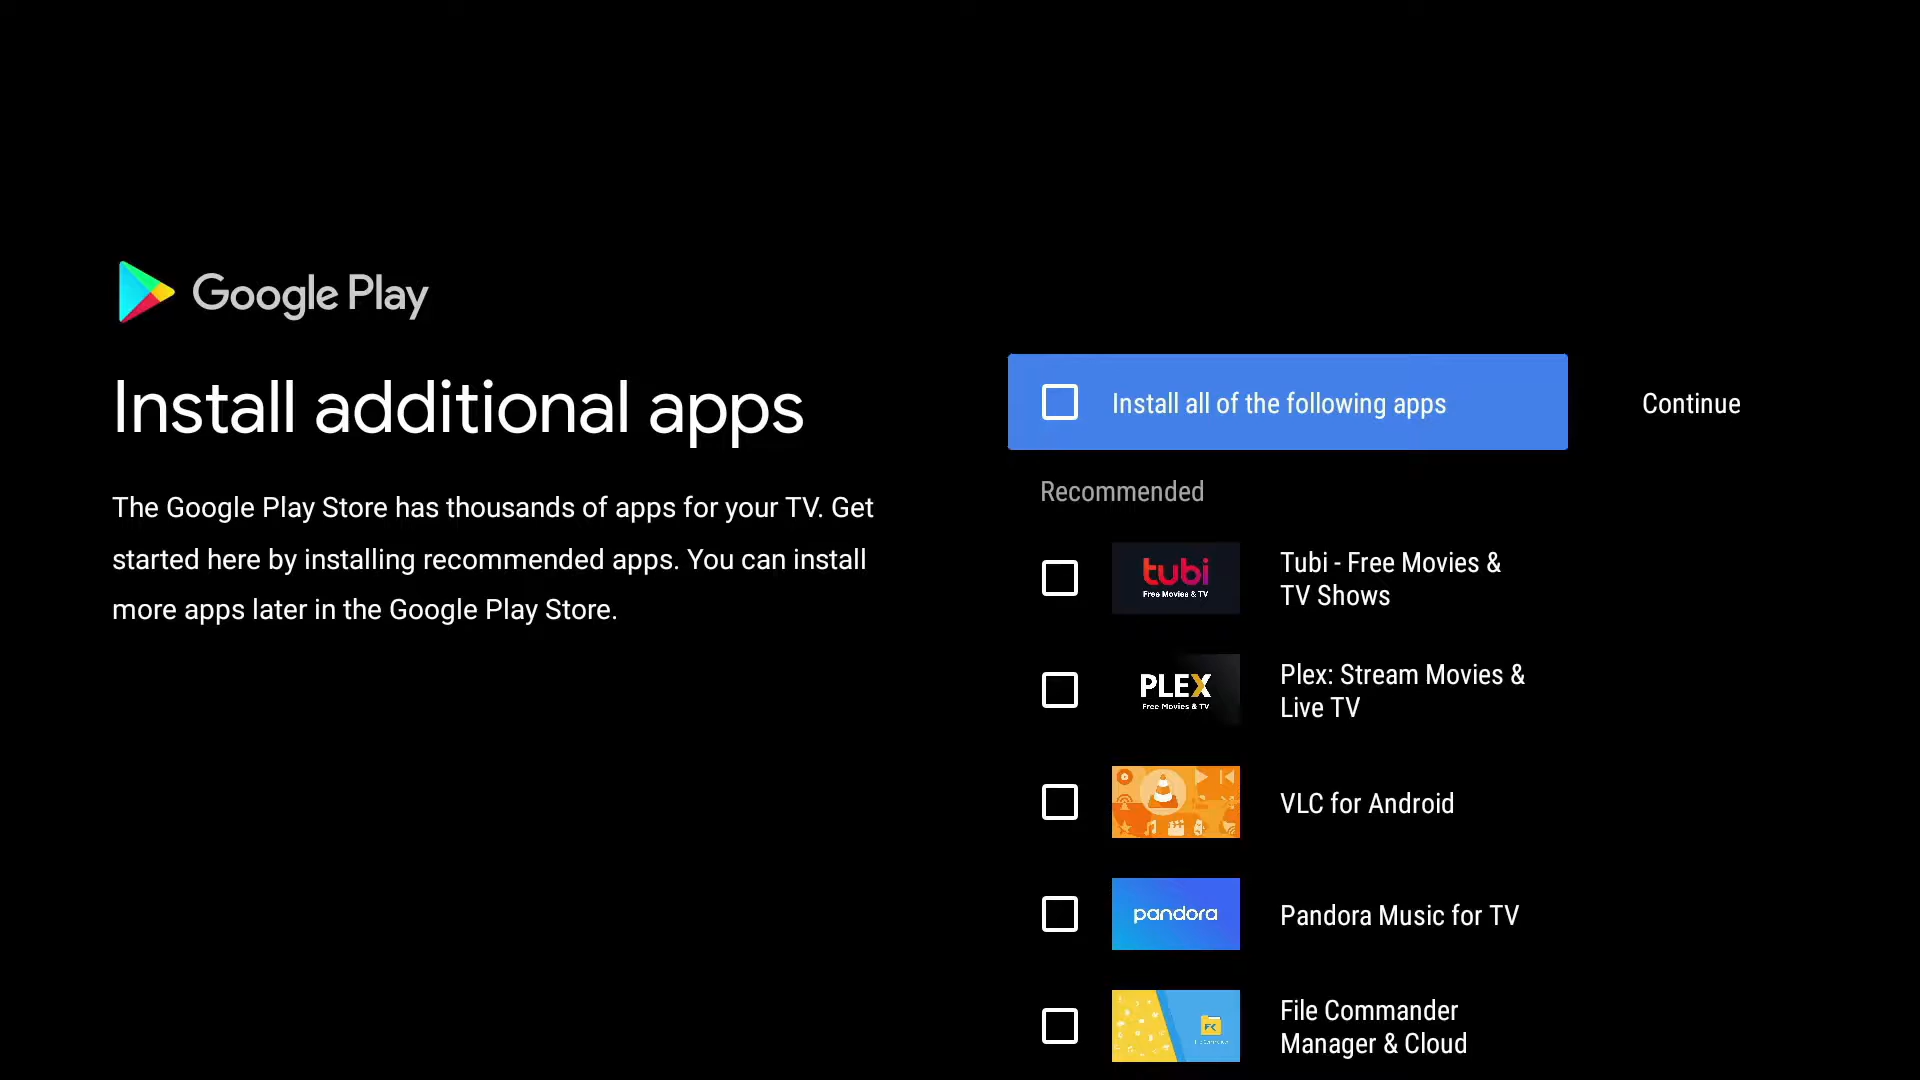 Google Play
Install additional apps
The Google Play Store has thousands of apps for your TV. Get
started here by installing recommended apps. You can install
more apps later in the Google Play Store.
Install all of the following apps
Continue
Recommended
tubi
Free Movies & TV
Tubi - Free Movies &
TV Shows
PLEX
Free Movies & TV
Plex: Stream Movies &
Live TV
VLC for Android
pandora
Pandora Music for TV
File Commander
Manager & Cloud